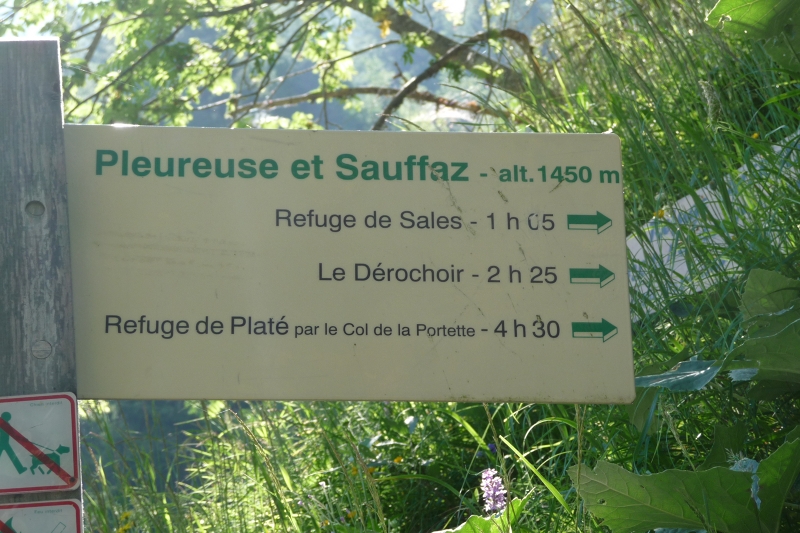 Pleureuse et Sauffaz - alt. 1450 m
Refuge de Sales - 1 h 05
Le Dérochoir - 2 h 25
Refuge de Platé par le Col de la Portette - 4 h 30